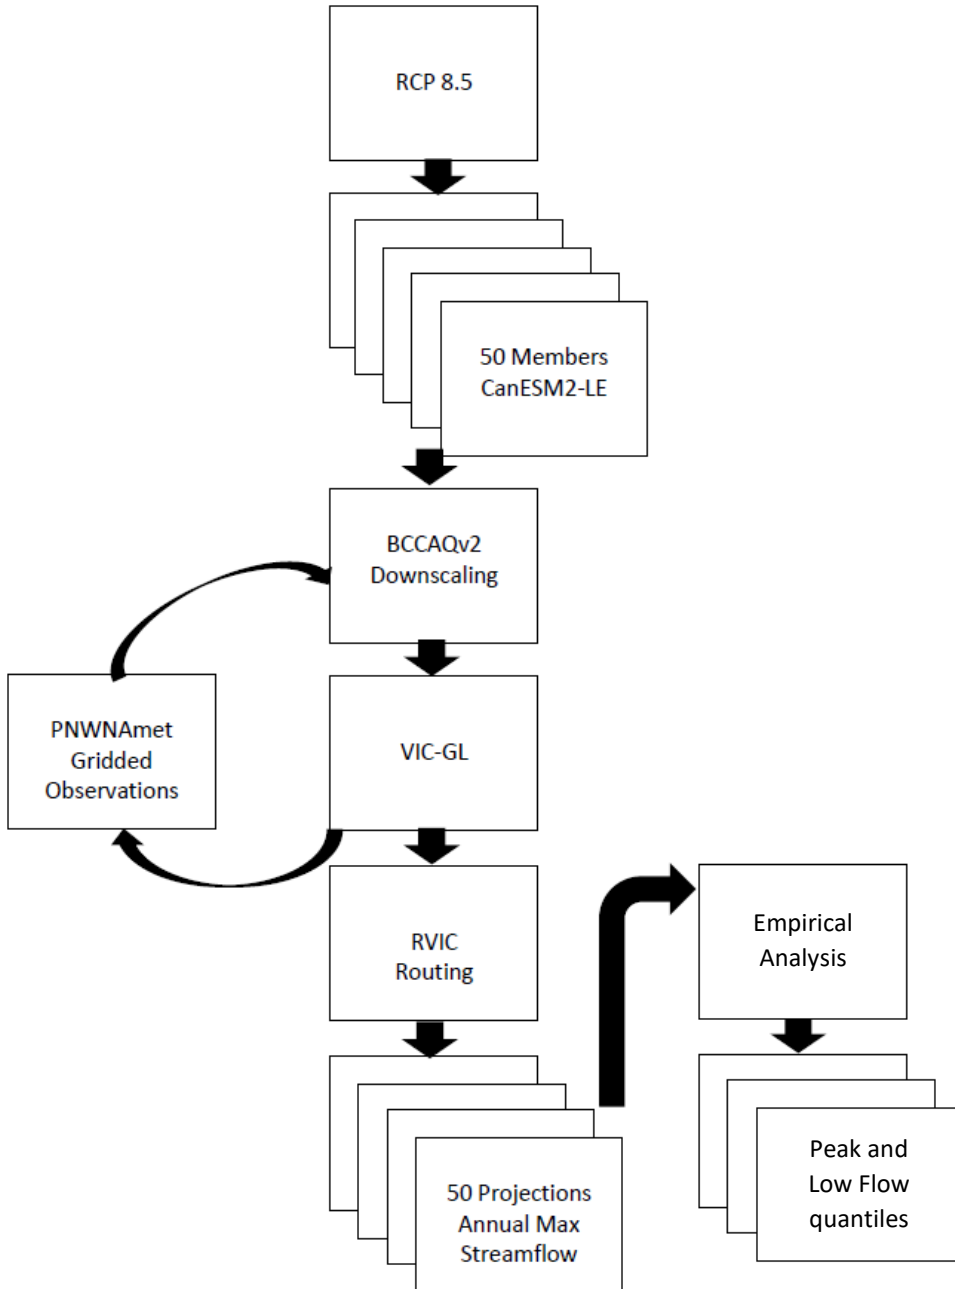 RCP 8.5
50 Members
CanESM2-LE
BCCAQv2
Downscaling
PNWNAmet
Gridded
Observations
VIC-GL
RVIC
Routing
Empirical
Analysis
50 Projections
Annual Max
Streamflow
Peak and
Low Flow
quantiles